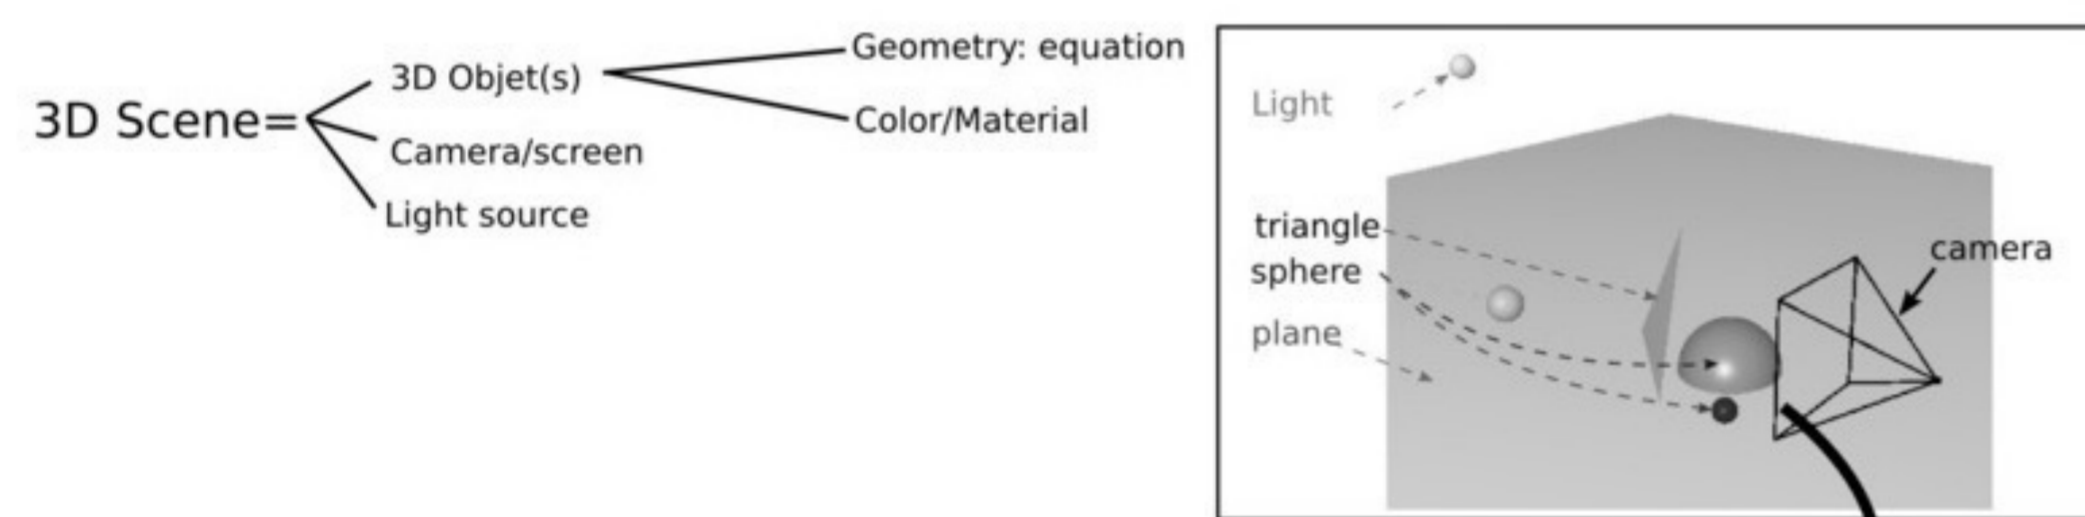 3D Scene=
3D Objet(s)
Camera/screen
Light source
Geometry: equation
Color/Material
Light
triangle
sphere
plane
camera